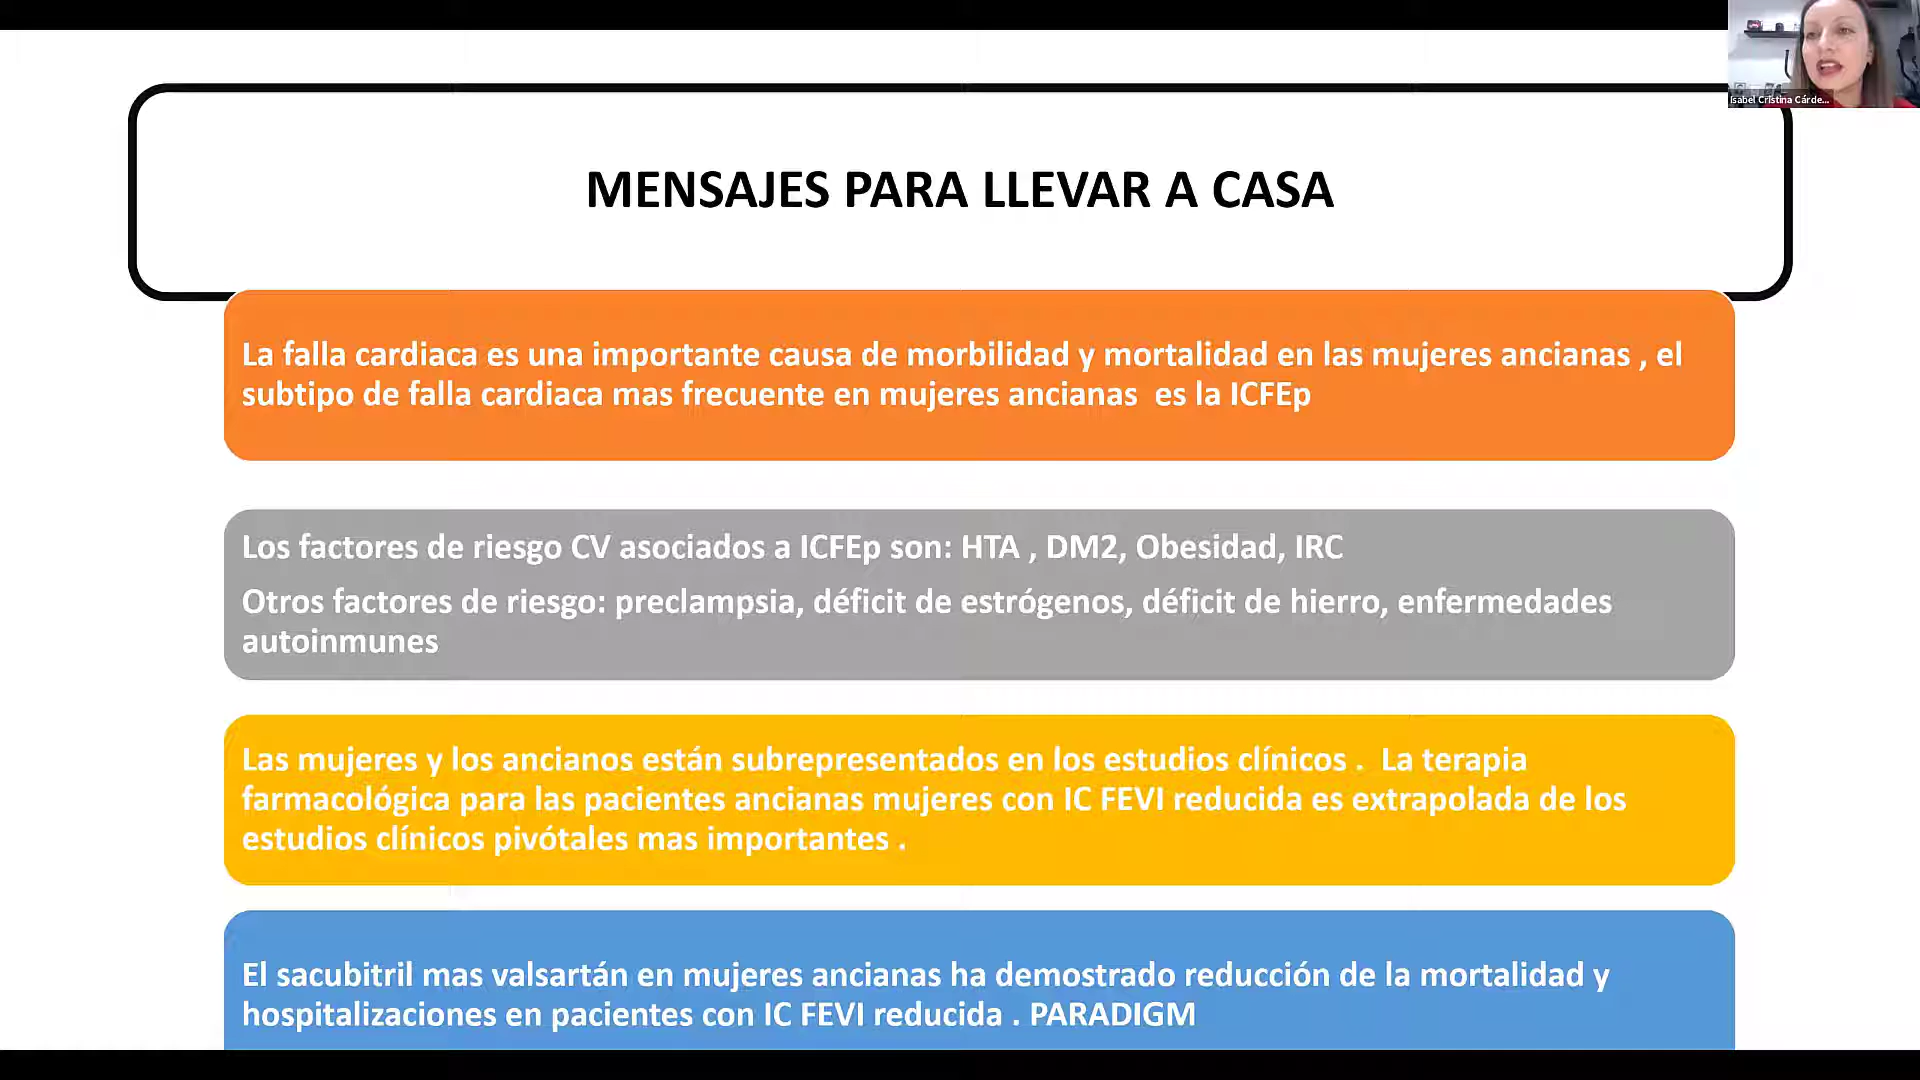 Isabel Cristina Cárde...
MENSAJES PARA LLEVAR A CASA
La falla cardiaca es una importante causa de morbilidad y mortalidad en las mujeres ancianas , el
subtipo de falla cardiaca mas frecuente en mujeres ancianas  es la ICFEp
Los factores de riesgo CV asociados a ICFEp son: HTA , DM2, Obesidad, IRC
Otros factores de riesgo: preclampsia, déficit de estrógenos, déficit de hierro, enfermedades
autoinmunes
Las mujeres y los ancianos están subrepresentados en los estudios clínicos .  La terapia
farmacológica para las pacientes ancianas mujeres con IC FEVI reducida es extrapolada de los
estudios clínicos pivótales mas importantes .
El sacubitril mas valsartán en mujeres ancianas ha demostrado reducción de la mortalidad y
hospitalizaciones en pacientes con IC FEVI reducida . PARADIGM